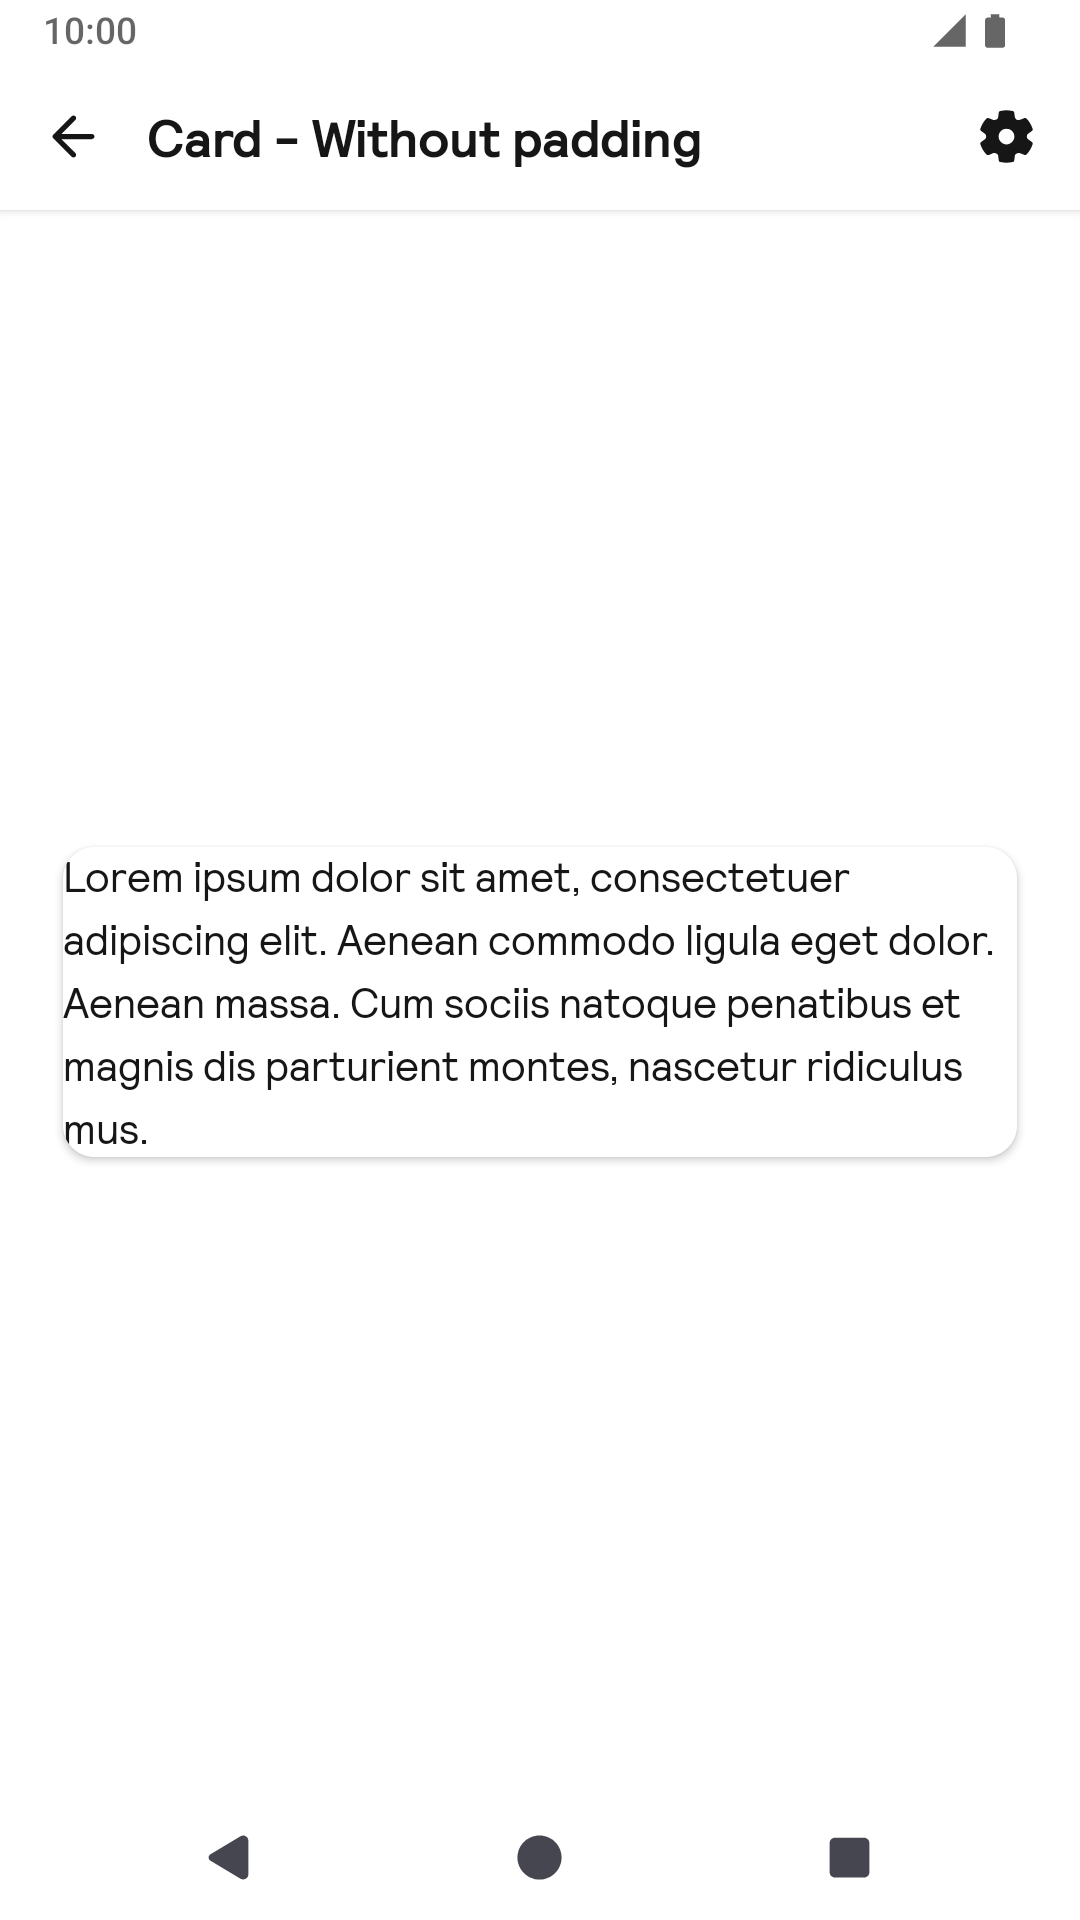 10:00
Card - Without padding
Lorem ipsum dolor sit amet, consectetuer
adipiscing elit. Aenean commodo ligula eget dolor.
Aenean massa. Cum sociis natoque penatibus et
magnis dis parturient montes, nascetur ridiculus
mus.